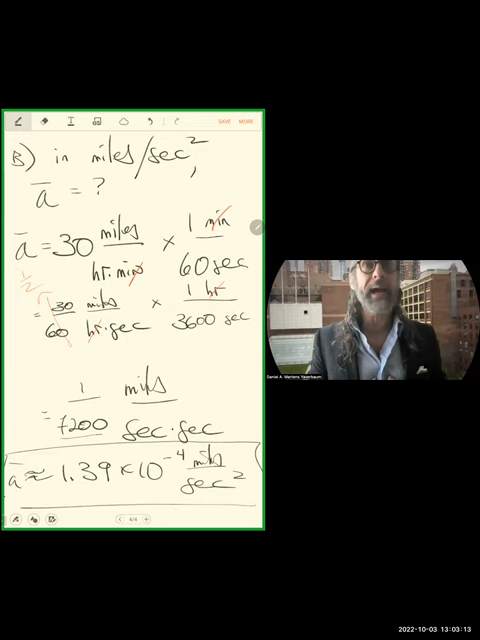 SAVE MORE
B) in miles/sec²,
a̅ = ?
a̅ = 30 miles/hr·min × 1 min/60 sec
1/2
= 30/60 miles/hr·sec × 1 hr/3600 sec
= 1/7200 miles/sec·sec
a̅ ≈ 1.39 × 10⁻⁴ miles/sec²
4/4
Daniel A. Martens Yaverbaum
2022-10-03 13:03:13